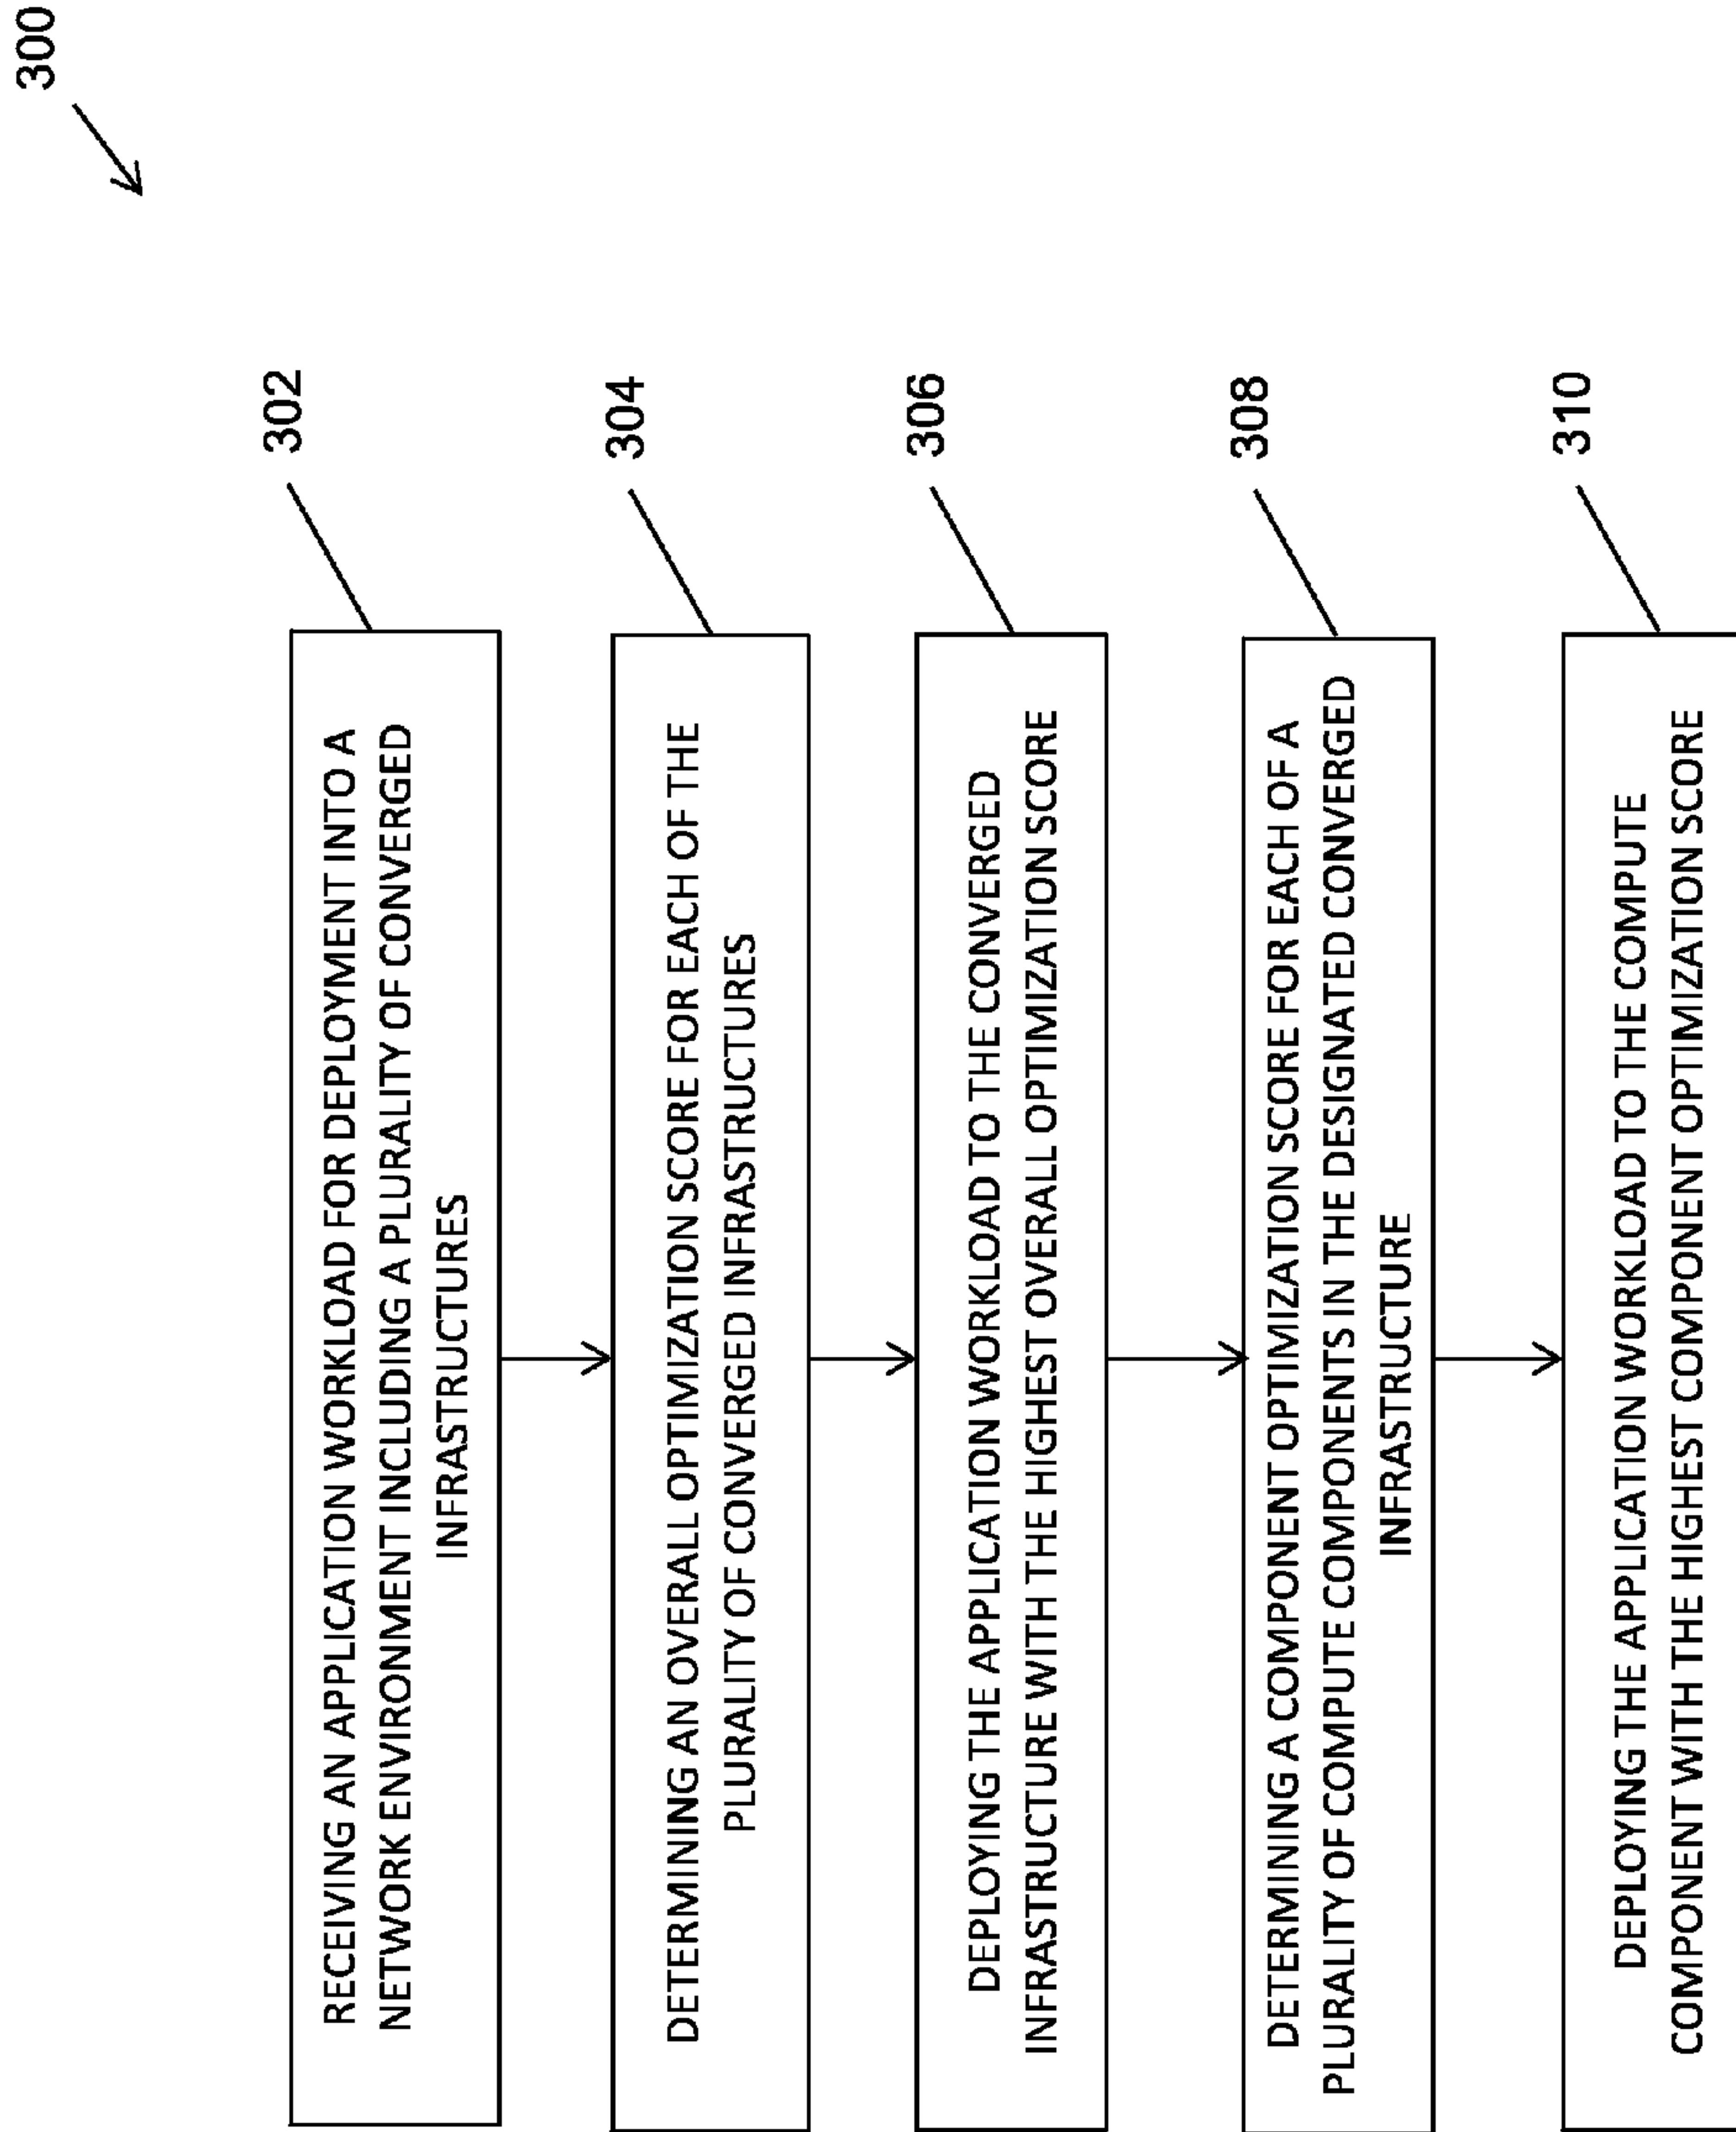 300
302
RECEIVING AN APPLICATION WORKLOAD FOR DEPLOYMENT INTO A
NETWORK ENVIRONMENT INCLUDING A PLURALITY OF CONVERGED
INFRASTRUCTURES
304
DETERMINING AN OVERALL OPTIMIZATION SCORE FOR EACH OF THE
PLURALITY OF CONVERGED INFRASTRUCTURES
306
DEPLOYING THE APPLICATION WORKLOAD TO THE CONVERGED
INFRASTRUCTURE WITH THE HIGHEST OVERALL OPTIMIZATION SCORE
308
DETERMINING A COMPONENT OPTIMIZATION SCORE FOR EACH OF A
PLURALITY OF COMPUTE COMPONENTS IN THE DESIGNATED CONVERGED
INFRASTRUCTURE
310
DEPLOYING THE APPLICATION WORKLOAD TO THE COMPUTE
COMPONENT WITH THE HIGHEST COMPONENT OPTIMIZATION SCORE